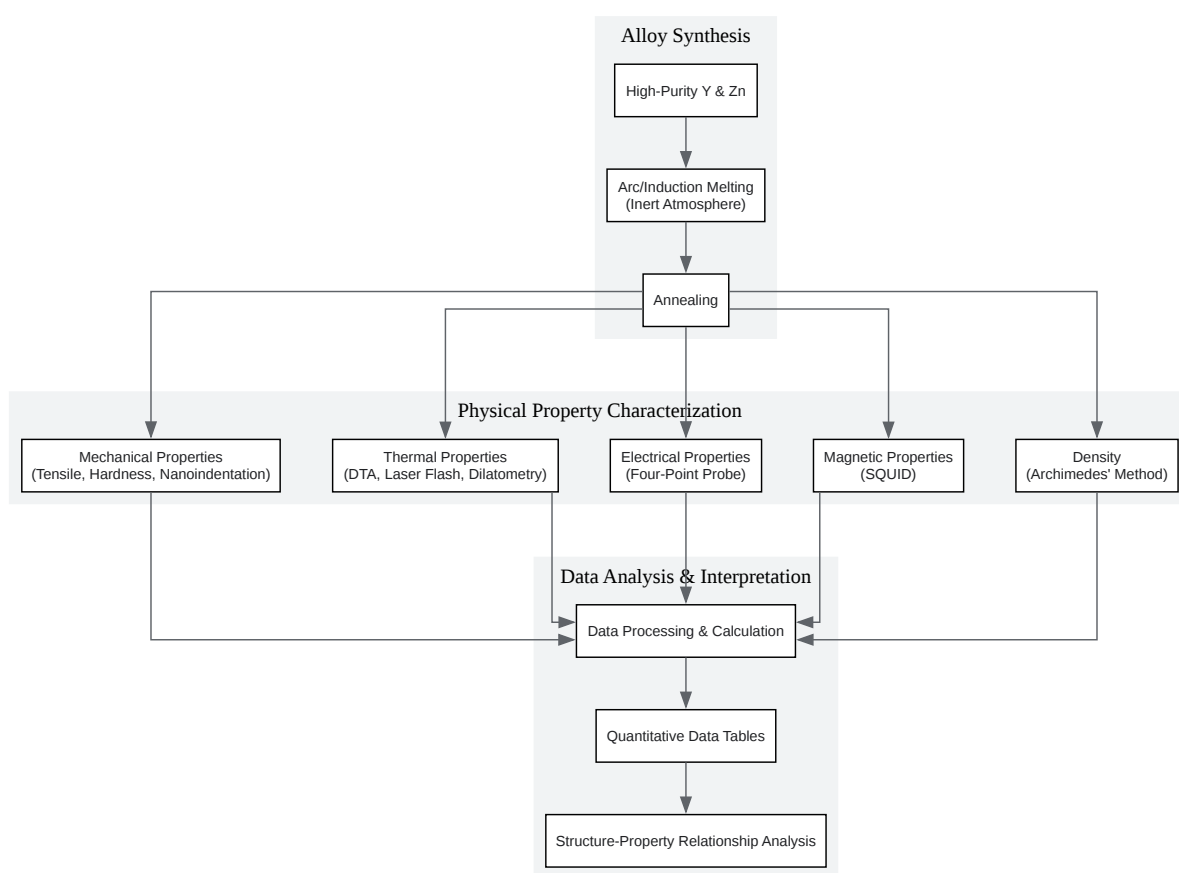 Alloy Synthesis
High-Purity Y & Zn
Arc/Induction Melting
(Inert Atmosphere)
Annealing
Physical Property Characterization
Mechanical Properties
(Tensile, Hardness, Nanoindentation)
Thermal Properties
(DTA, Laser Flash, Dilatometry)
Electrical Properties
(Four-Point Probe)
Magnetic Properties
(SQUID)
Density
(Archimedes' Method)
Data Analysis & Interpretation
Data Processing & Calculation
Quantitative Data Tables
Structure-Property Relationship Analysis